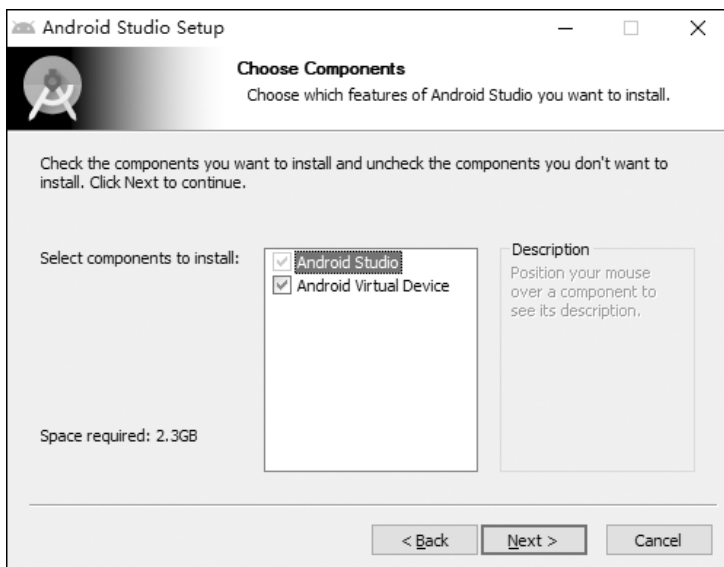 Android Studio Setup
Choose Components
Choose which features of Android Studio you want to install.
Check the components you want to install and uncheck the components you don't want to
install. Click Next to continue.
Select components to install:
Android Studio
Android Virtual Device
Description
Position your mouse
over a component to
see its description.
Space required: 2.3GB
< Back
Next >
Cancel